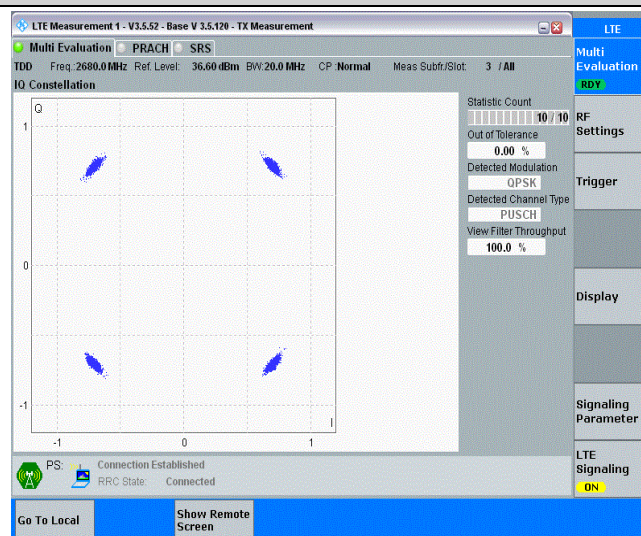 LTE Measurement 1 - V3.5.52 - Base V 3.5.120 - TX Measurement
LTE
Multi Evaluation PRACH SRS
Multi
Evaluation
RDY
TDD Freq.:2680.0 MHz Ref. Level: 36.60 dBm BW:20.0 MHz CP :Normal Meas Subfr./Slot: 3 / All
IQ Constellation
Q
1
0
-1
-1
0
1
I
Statistic Count
10 / 10
Out of Tolerance
0.00 %
Detected Modulation
QPSK
Detected Channel Type
PUSCH
View Filter Throughput
100.0 %
RF
Settings
Trigger
Display
Signaling
Parameter
LTE
Signaling
ON
PS: Connection Established
RRC State: Connected
Go To Local
Show Remote
Screen